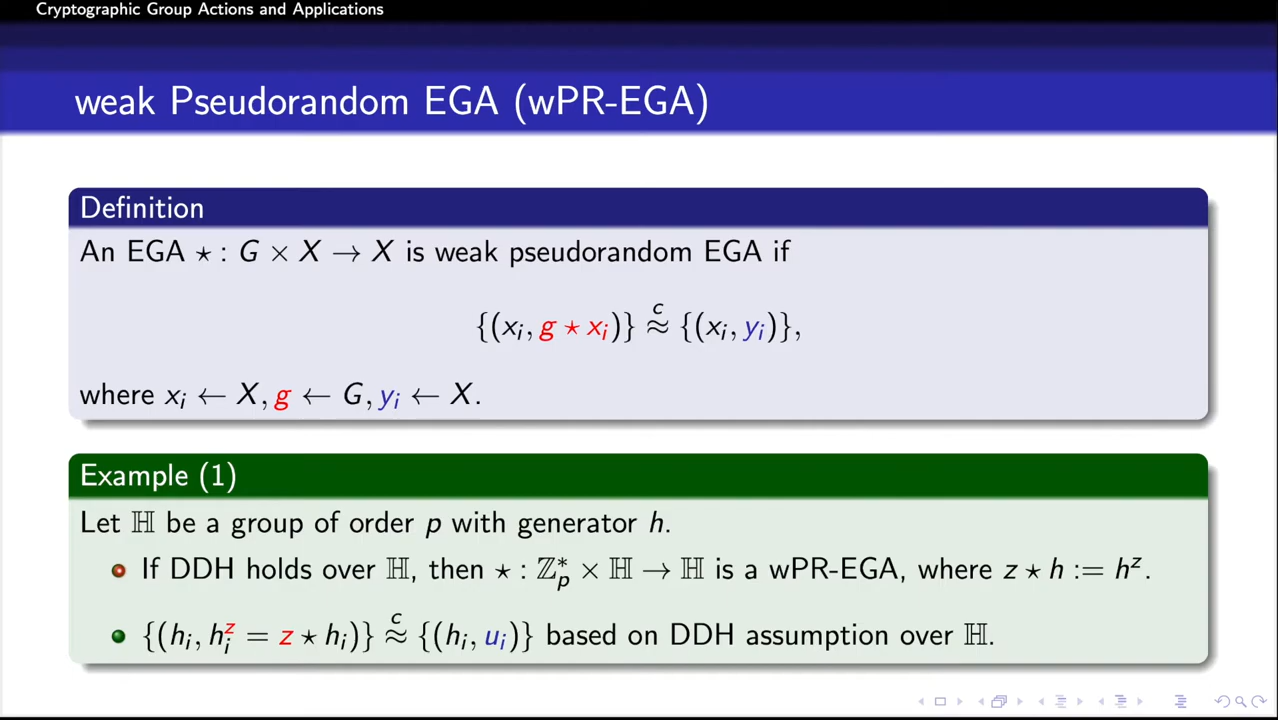 Cryptographic Group Actions and Applications
weak Pseudorandom EGA (wPR-EGA)
Definition
An EGA ⋆ : G × X → X is weak pseudorandom EGA if
{(xᵢ, g ⋆ xᵢ)} ≈ᶜ {(xᵢ, yᵢ)},
where xᵢ ← X, g ← G, yᵢ ← X.
Example (1)
Let ℍ be a group of order p with generator h.
If DDH holds over ℍ, then ⋆ : ℤ*ₚ × ℍ → ℍ is a wPR-EGA, where z ⋆ h := hᶻ.
{(hᵢ, hᵢᶻ = z ⋆ hᵢ)} ≈ᶜ {(hᵢ, uᵢ)} based on DDH assumption over ℍ.